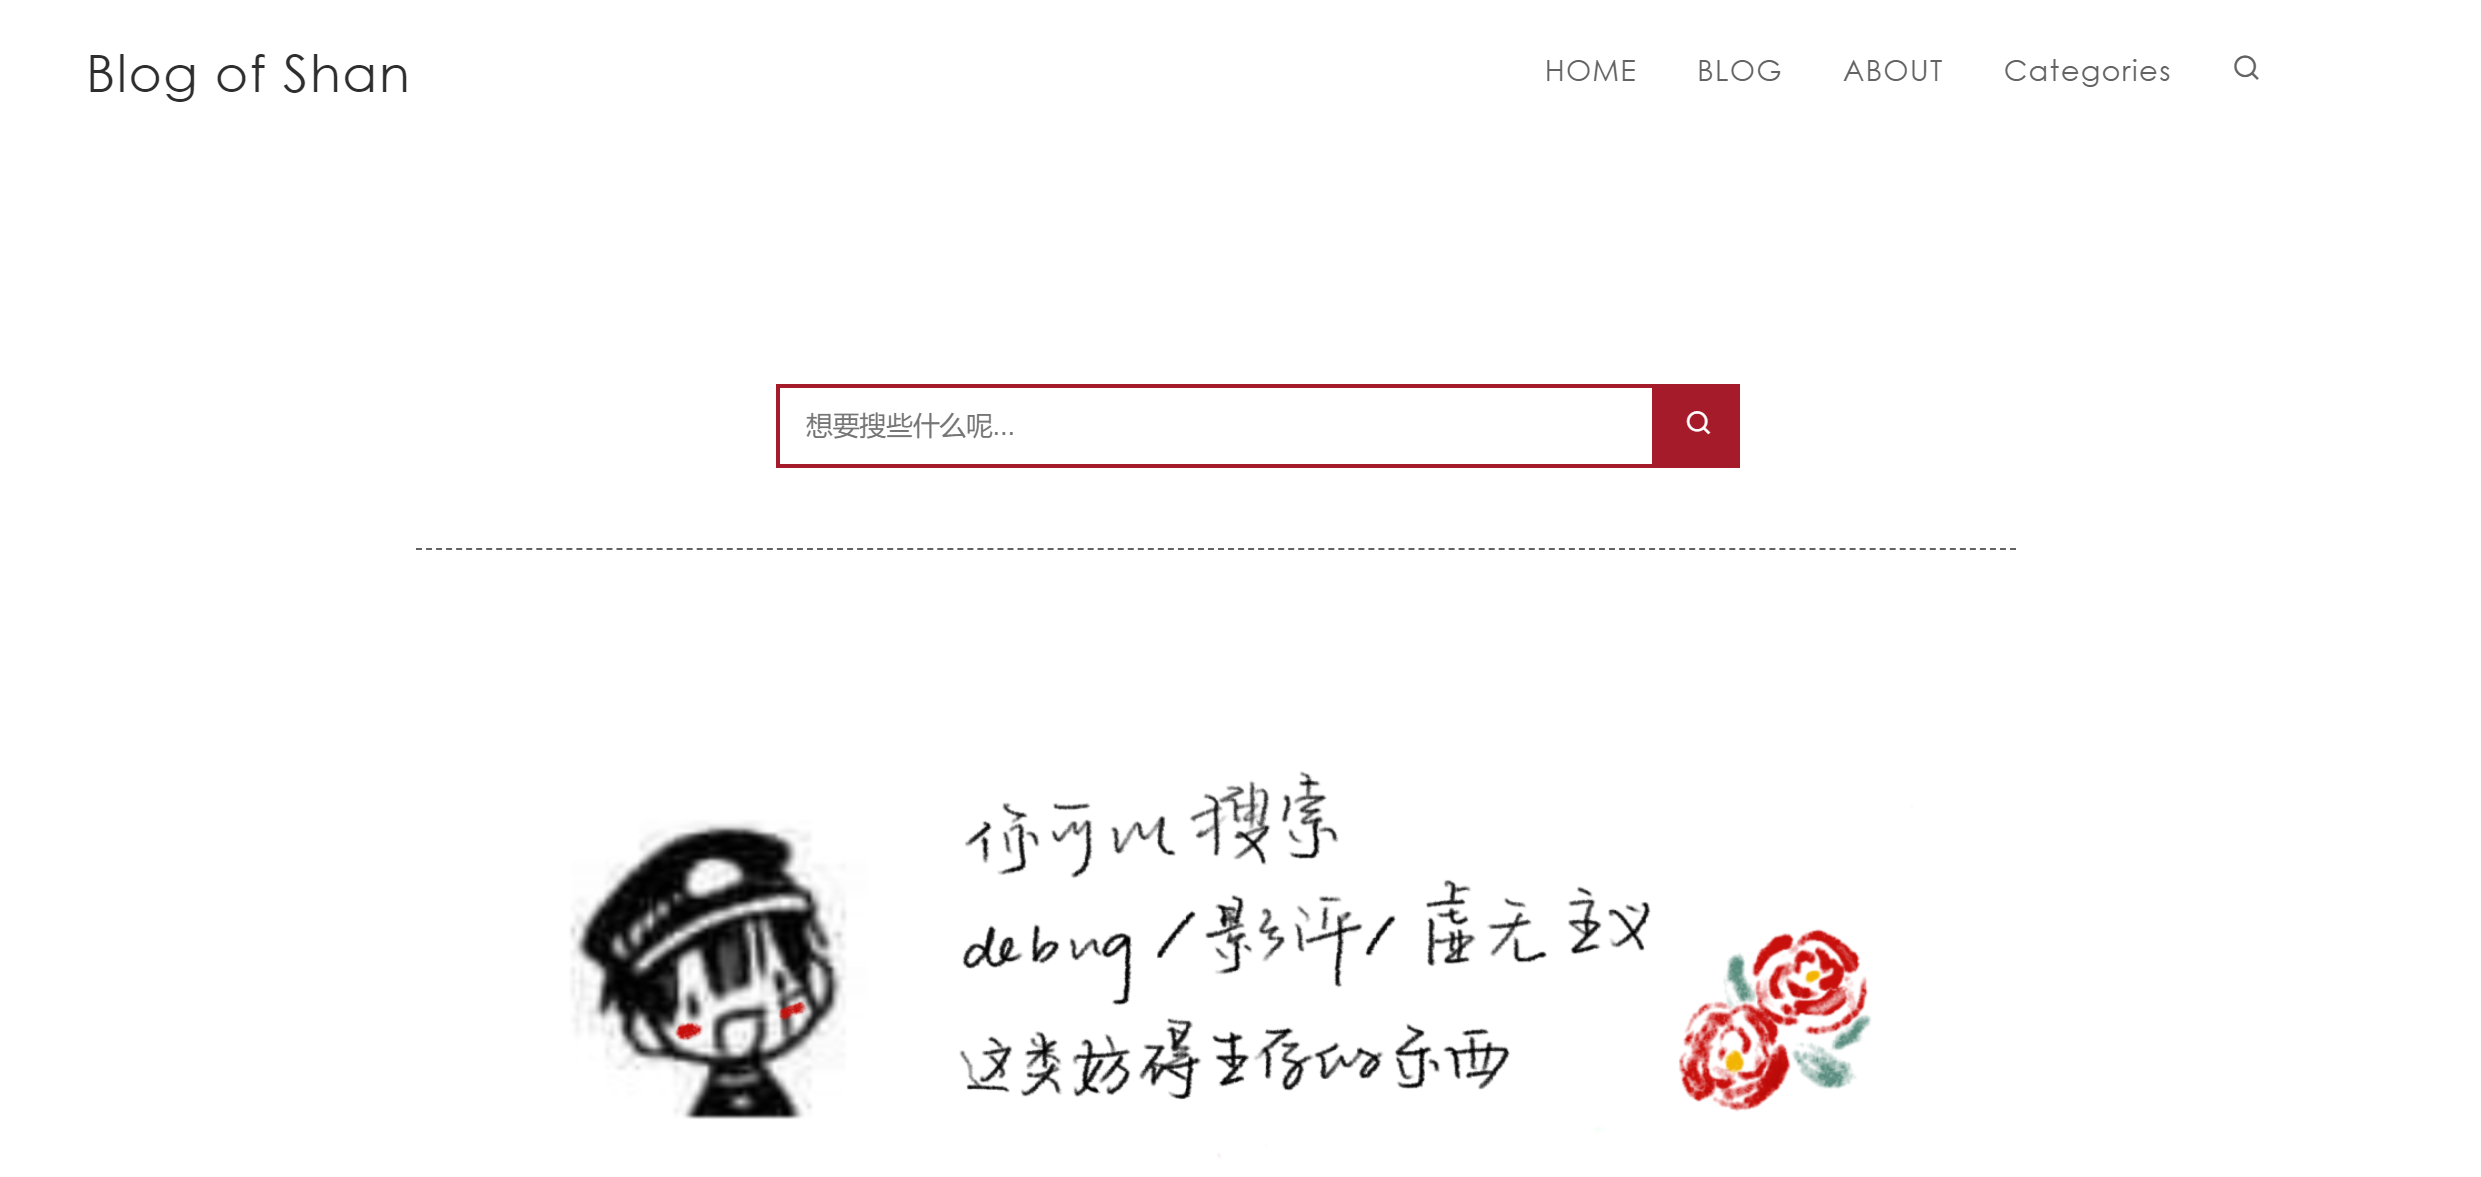 Blog of Shan
HOME BLOG ABOUT Categories
想要搜些什么呢...
你可以搜索
debug/影评/虚无主义
这类妨碍生存的东西